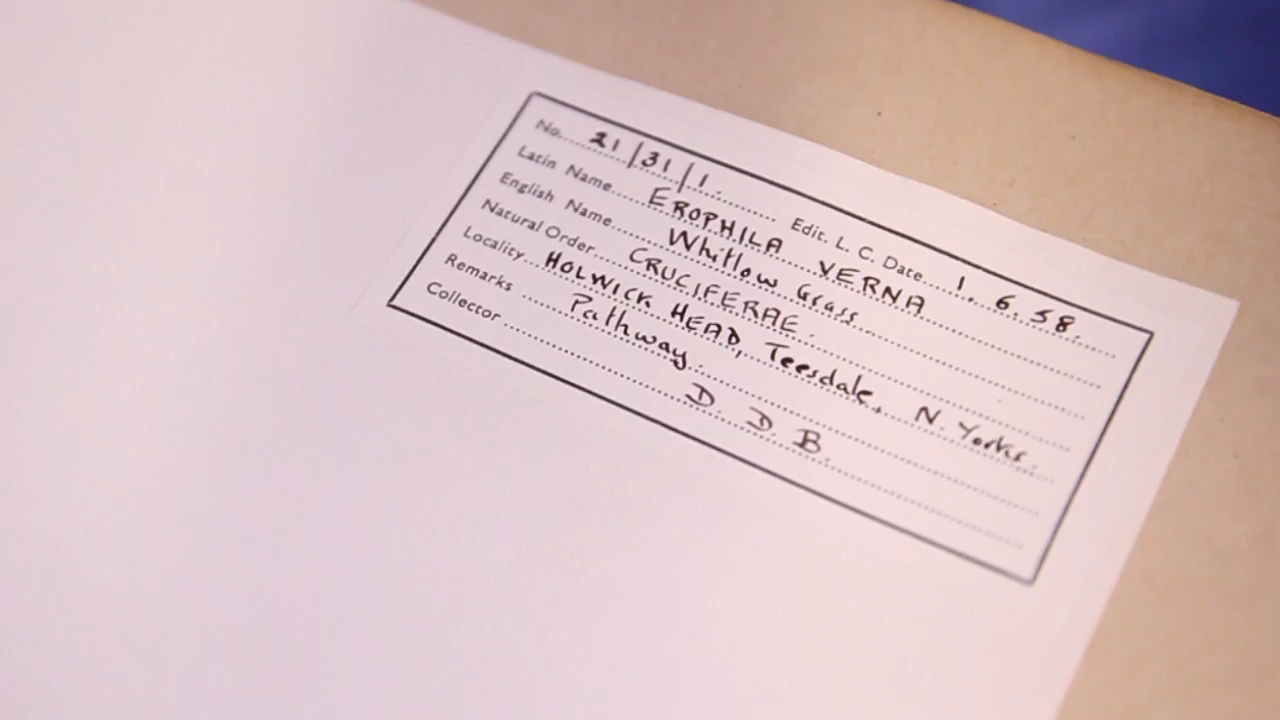 No. 21/31/1. Edit. L. C. Date 1. 6. 58.
Latin Name EROPHILA VERNA
English Name Whitlow Grass
Natural Order CRUCIFERAE.
Locality HOLWICK HEAD, Teesdale, N. Yorks.
Remarks Pathway.
Collector D. D. B.